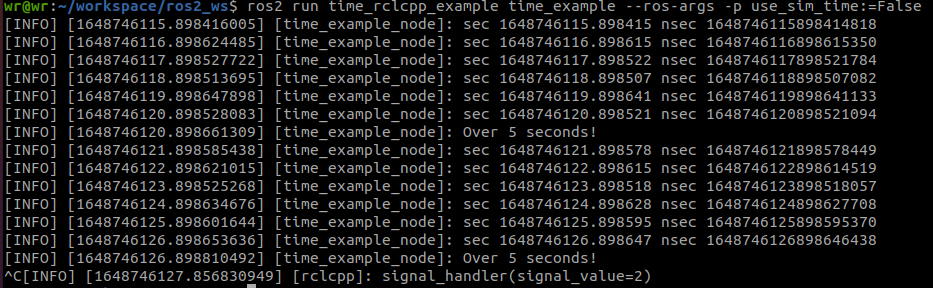 wr@wr:~/workspace/ros2_ws$ ros2 run time_rclcpp_example time_example --ros-args -p use_sim_time:=False
[INFO] [1648746115.898416005] [time_example_node]: sec 1648746115.898415 nsec 1648746115898414818
[INFO] [1648746116.898624485] [time_example_node]: sec 1648746116.898615 nsec 1648746116898615350
[INFO] [1648746117.898527722] [time_example_node]: sec 1648746117.898522 nsec 1648746117898521784
[INFO] [1648746118.898513695] [time_example_node]: sec 1648746118.898507 nsec 1648746118898507082
[INFO] [1648746119.898647898] [time_example_node]: sec 1648746119.898641 nsec 1648746119898641133
[INFO] [1648746120.898528083] [time_example_node]: sec 1648746120.898521 nsec 1648746120898521094
[INFO] [1648746120.898661309] [time_example_node]: Over 5 seconds!
[INFO] [1648746121.898585438] [time_example_node]: sec 1648746121.898578 nsec 1648746121898578449
[INFO] [1648746122.898621015] [time_example_node]: sec 1648746122.898615 nsec 1648746122898614519
[INFO] [1648746123.898525268] [time_example_node]: sec 1648746123.898518 nsec 1648746123898518057
[INFO] [1648746124.898634676] [time_example_node]: sec 1648746124.898628 nsec 1648746124898627708
[INFO] [1648746125.898601644] [time_example_node]: sec 1648746125.898595 nsec 1648746125898595370
[INFO] [1648746126.898653636] [time_example_node]: sec 1648746126.898647 nsec 1648746126898646438
[INFO] [1648746126.898810492] [time_example_node]: Over 5 seconds!
^C[INFO] [1648746127.856830949] [rclcpp]: signal_handler(signal_value=2)